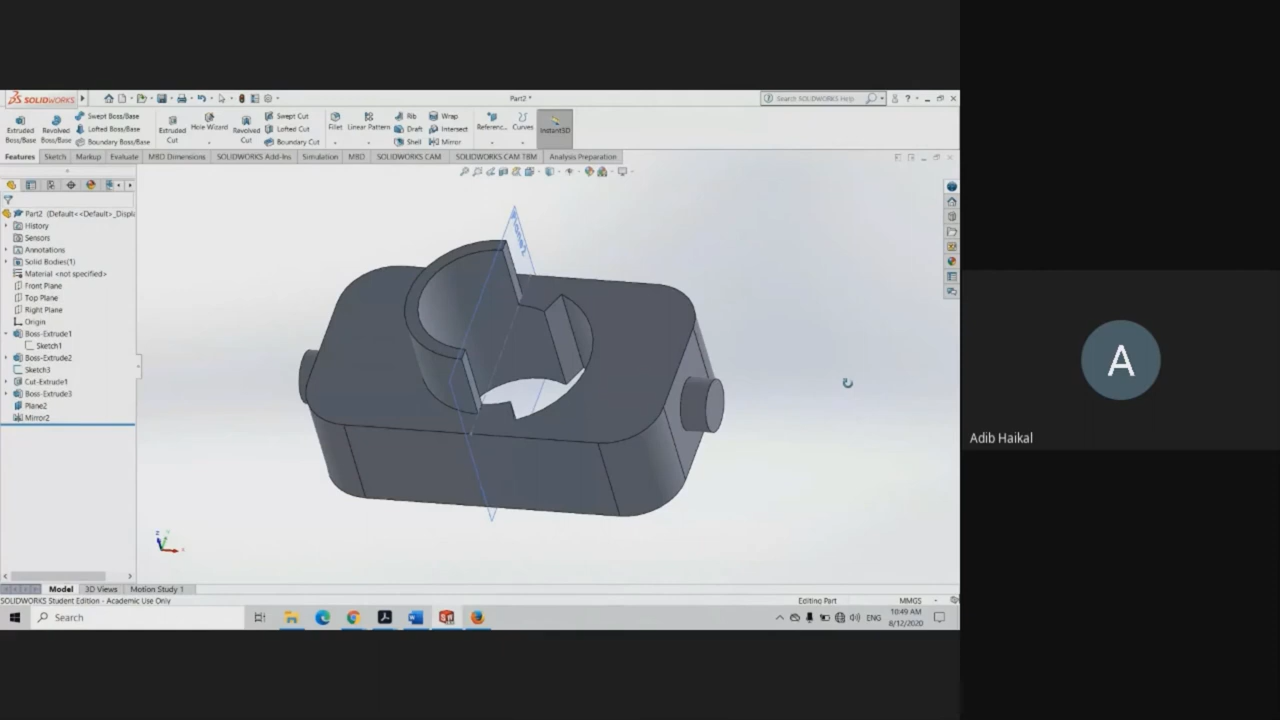 SOLIDWORKS
Part2 *
Search SOLIDWORKS Help
Extruded Boss/Base
Revolved Boss/Base
Swept Boss/Base
Lofted Boss/Base
Boundary Boss/Base
Extruded Cut
Hole Wizard
Revolved Cut
Swept Cut
Lofted Cut
Boundary Cut
Fillet
Linear Pattern
Rib
Draft
Shell
Wrap
Intersect
Mirror
Referenc...
Curves
Instant3D
Features
Sketch
Markup
Evaluate
MBD Dimensions
SOLIDWORKS Add-Ins
Simulation
MBD
SOLIDWORKS CAM
SOLIDWORKS CAM TBM
Analysis Preparation
Part2 (Default<<Default>_Displa
History
Sensors
Annotations
Solid Bodies(1)
Material <not specified>
Front Plane
Top Plane
Right Plane
Origin
Boss-Extrude1
Sketch1
Boss-Extrude2
Sketch3
Cut-Extrude1
Boss-Extrude3
Plane2
Mirror2
A
Adib Haikal
Model
3D Views
Motion Study 1
SOLIDWORKS Student Edition - Academic Use Only
Editing Part
MMGS
Search
ENG
10:49 AM
8/12/2020